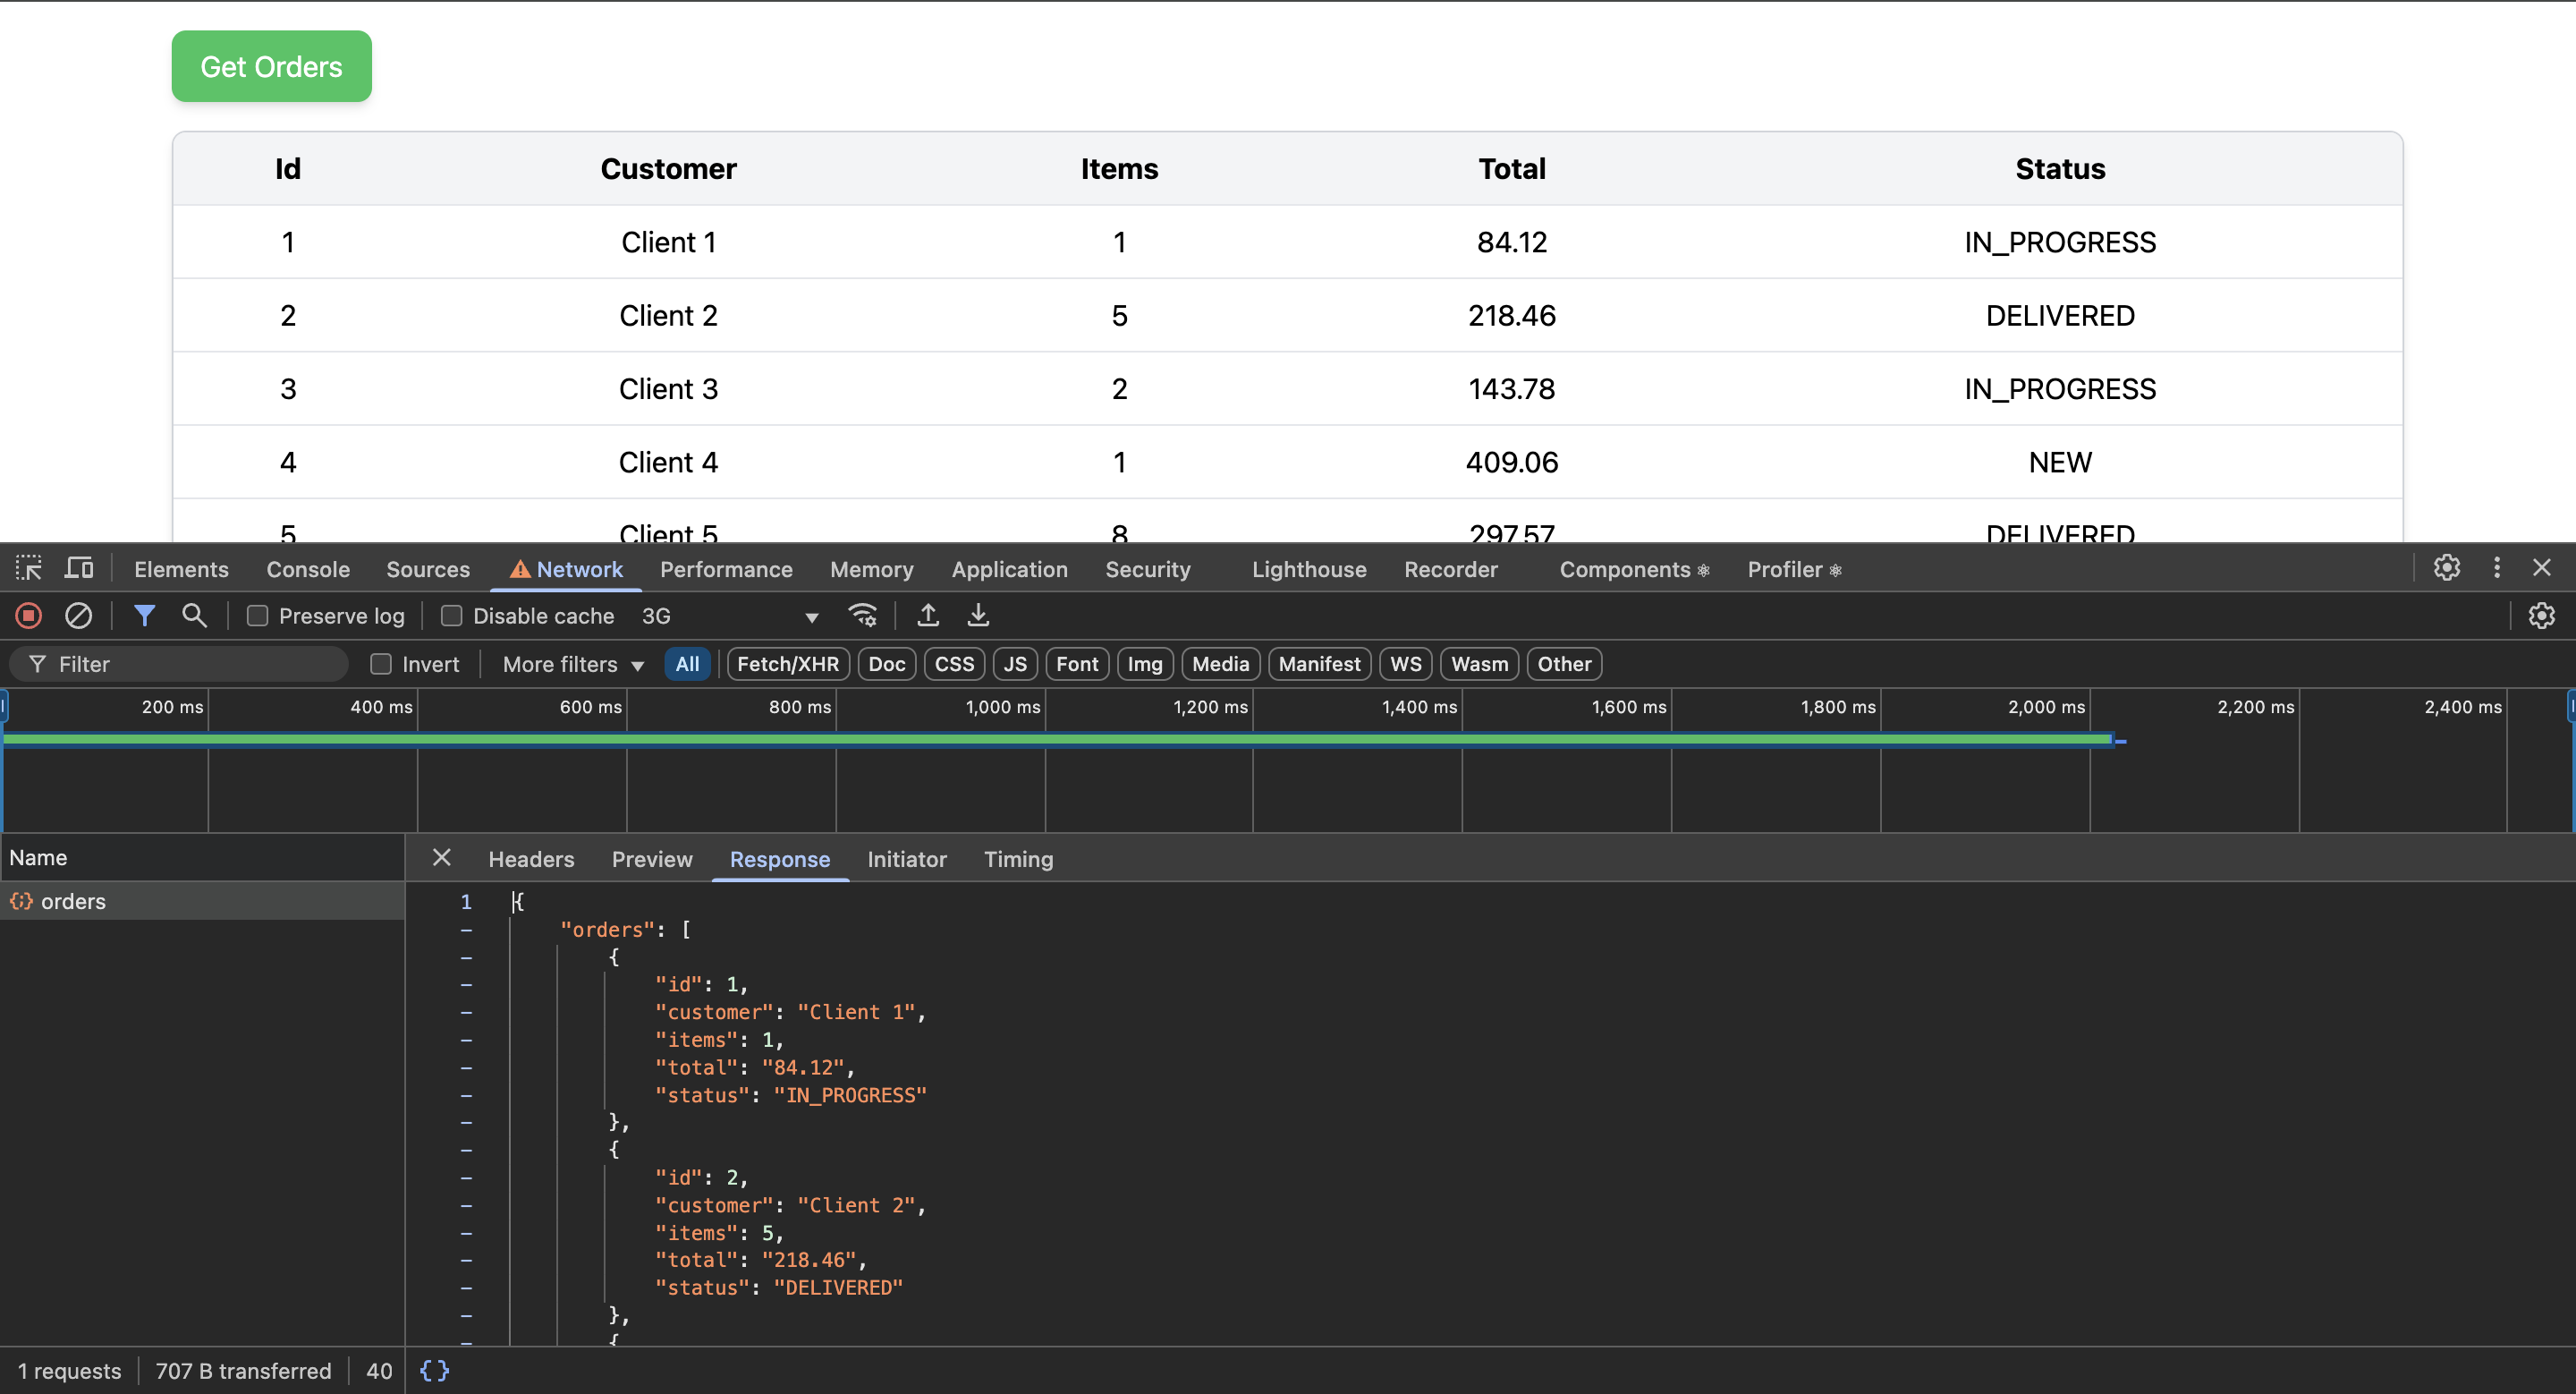 Get Orders
Id Customer Items Total Status
1 Client 1 1 84.12 IN_PROGRESS
2 Client 2 5 218.46 DELIVERED
3 Client 3 2 143.78 IN_PROGRESS
4 Client 4 1 409.06 NEW
5 Client 5 8 297.57 DELIVERED
Elements Console Sources Network Performance Memory Application Security Lighthouse Recorder Components Profiler
Preserve log Disable cache 3G
Filter Invert More filters All Fetch/XHR Doc CSS JS Font Img Media Manifest WS Wasm Other
200 ms 400 ms 600 ms 800 ms 1,000 ms 1,200 ms 1,400 ms 1,600 ms 1,800 ms 2,000 ms 2,200 ms 2,400 ms
Name Headers Preview Response Initiator Timing
orders
1 {
- "orders": [
- {
- "id": 1,
- "customer": "Client 1",
- "items": 1,
- "total": "84.12",
- "status": "IN_PROGRESS"
- },
- {
- "id": 2,
- "customer": "Client 2",
- "items": 5,
- "total": "218.46",
- "status": "DELIVERED"
- },
- {
1 requests 707 B transferred 40 {}